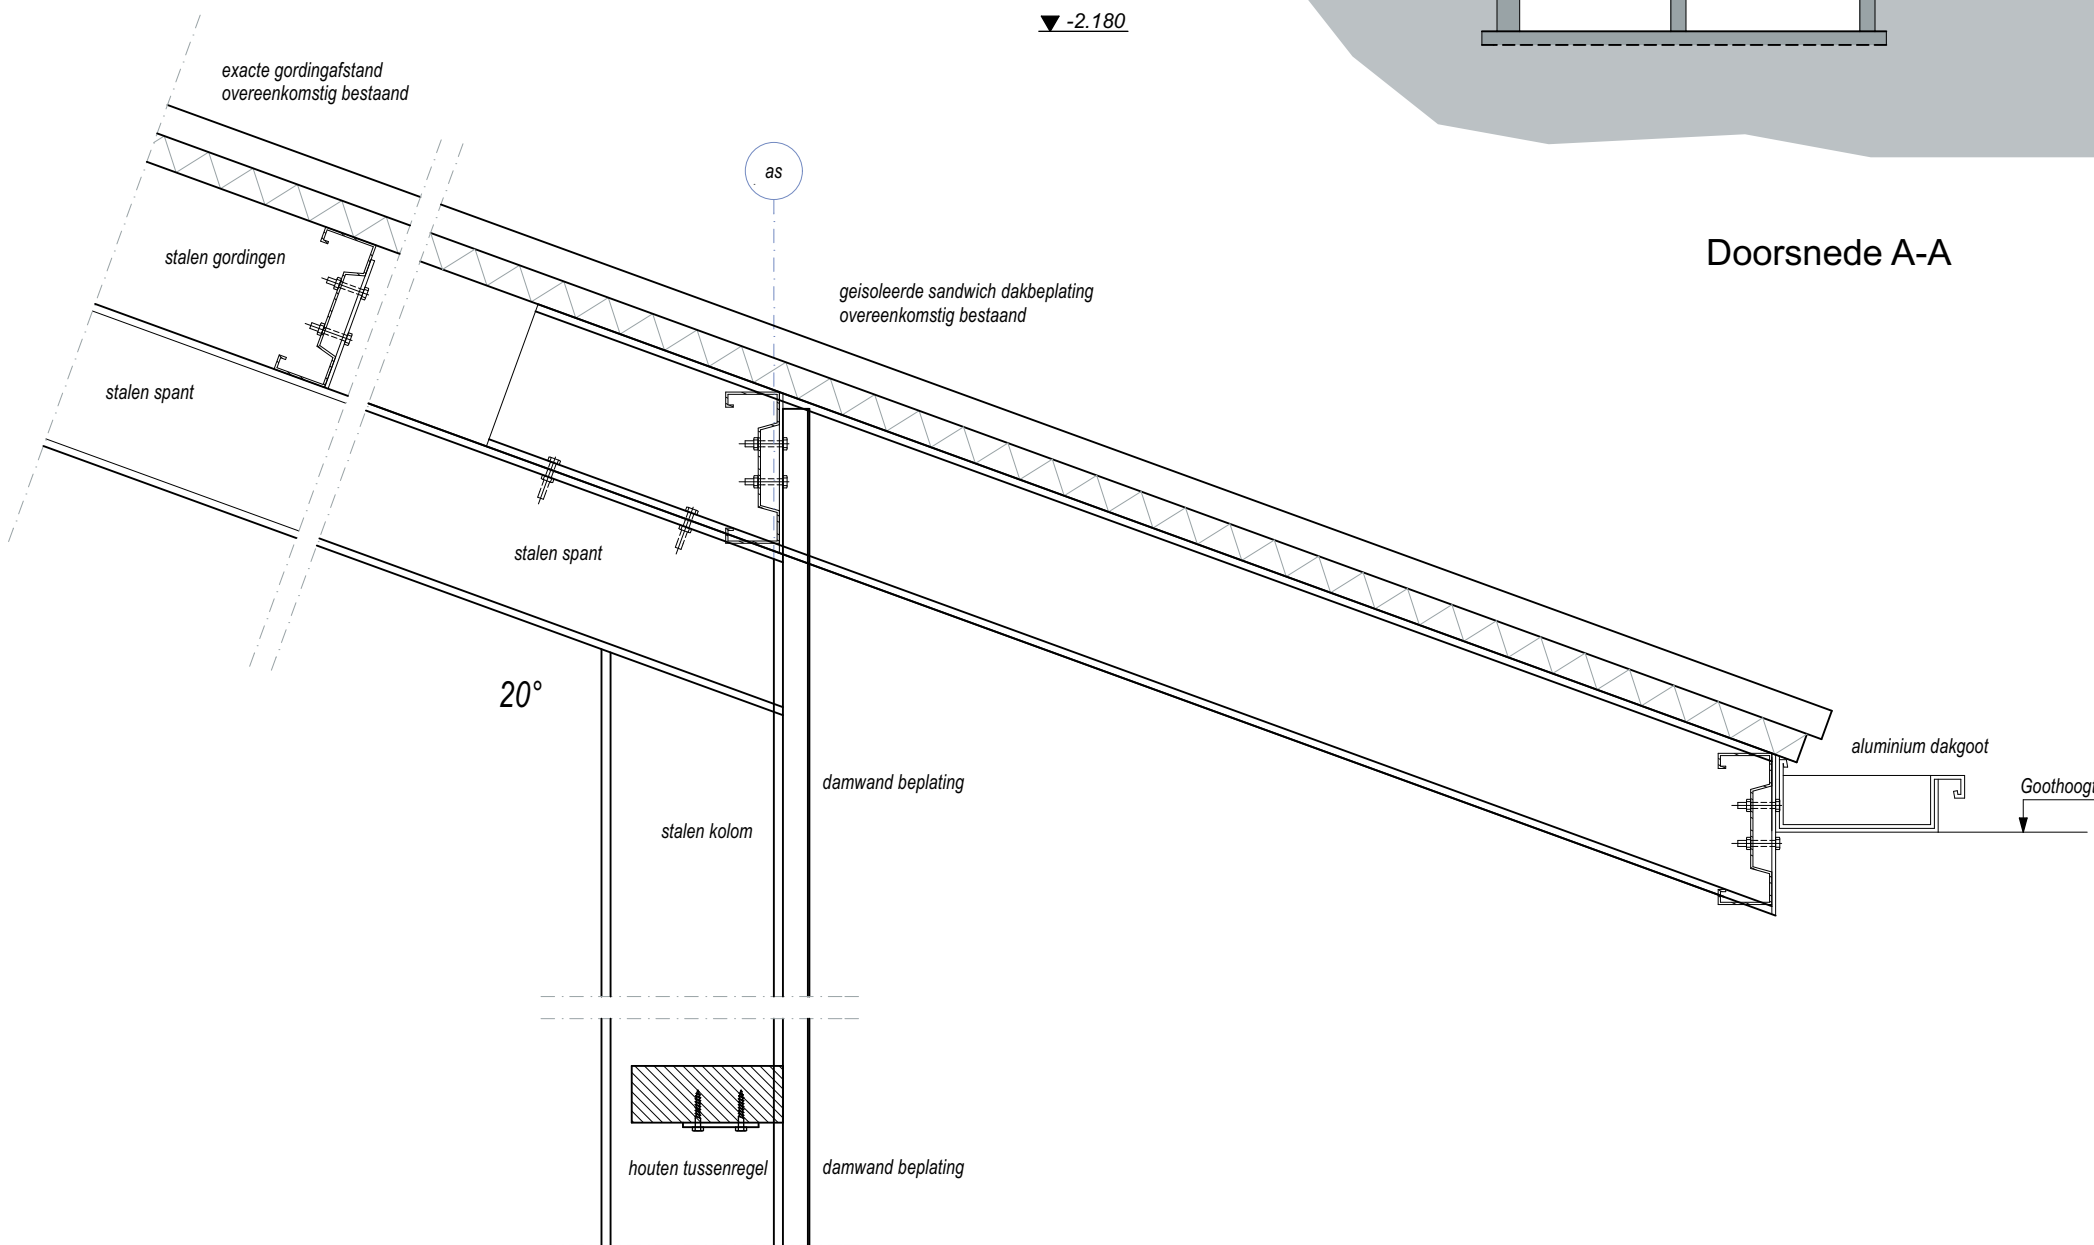 -2.180
exacte gordingafstand
overeenkomstig bestaand
as
Doorsnede A-A
stalen gordingen
geisoleerde sandwich dakbeplating
overeenkomstig bestaand
stalen spant
stalen spant
20°
aluminium dakgoot
damwand beplating
Goothoogt
stalen kolom
houten tussenregel
damwand beplating